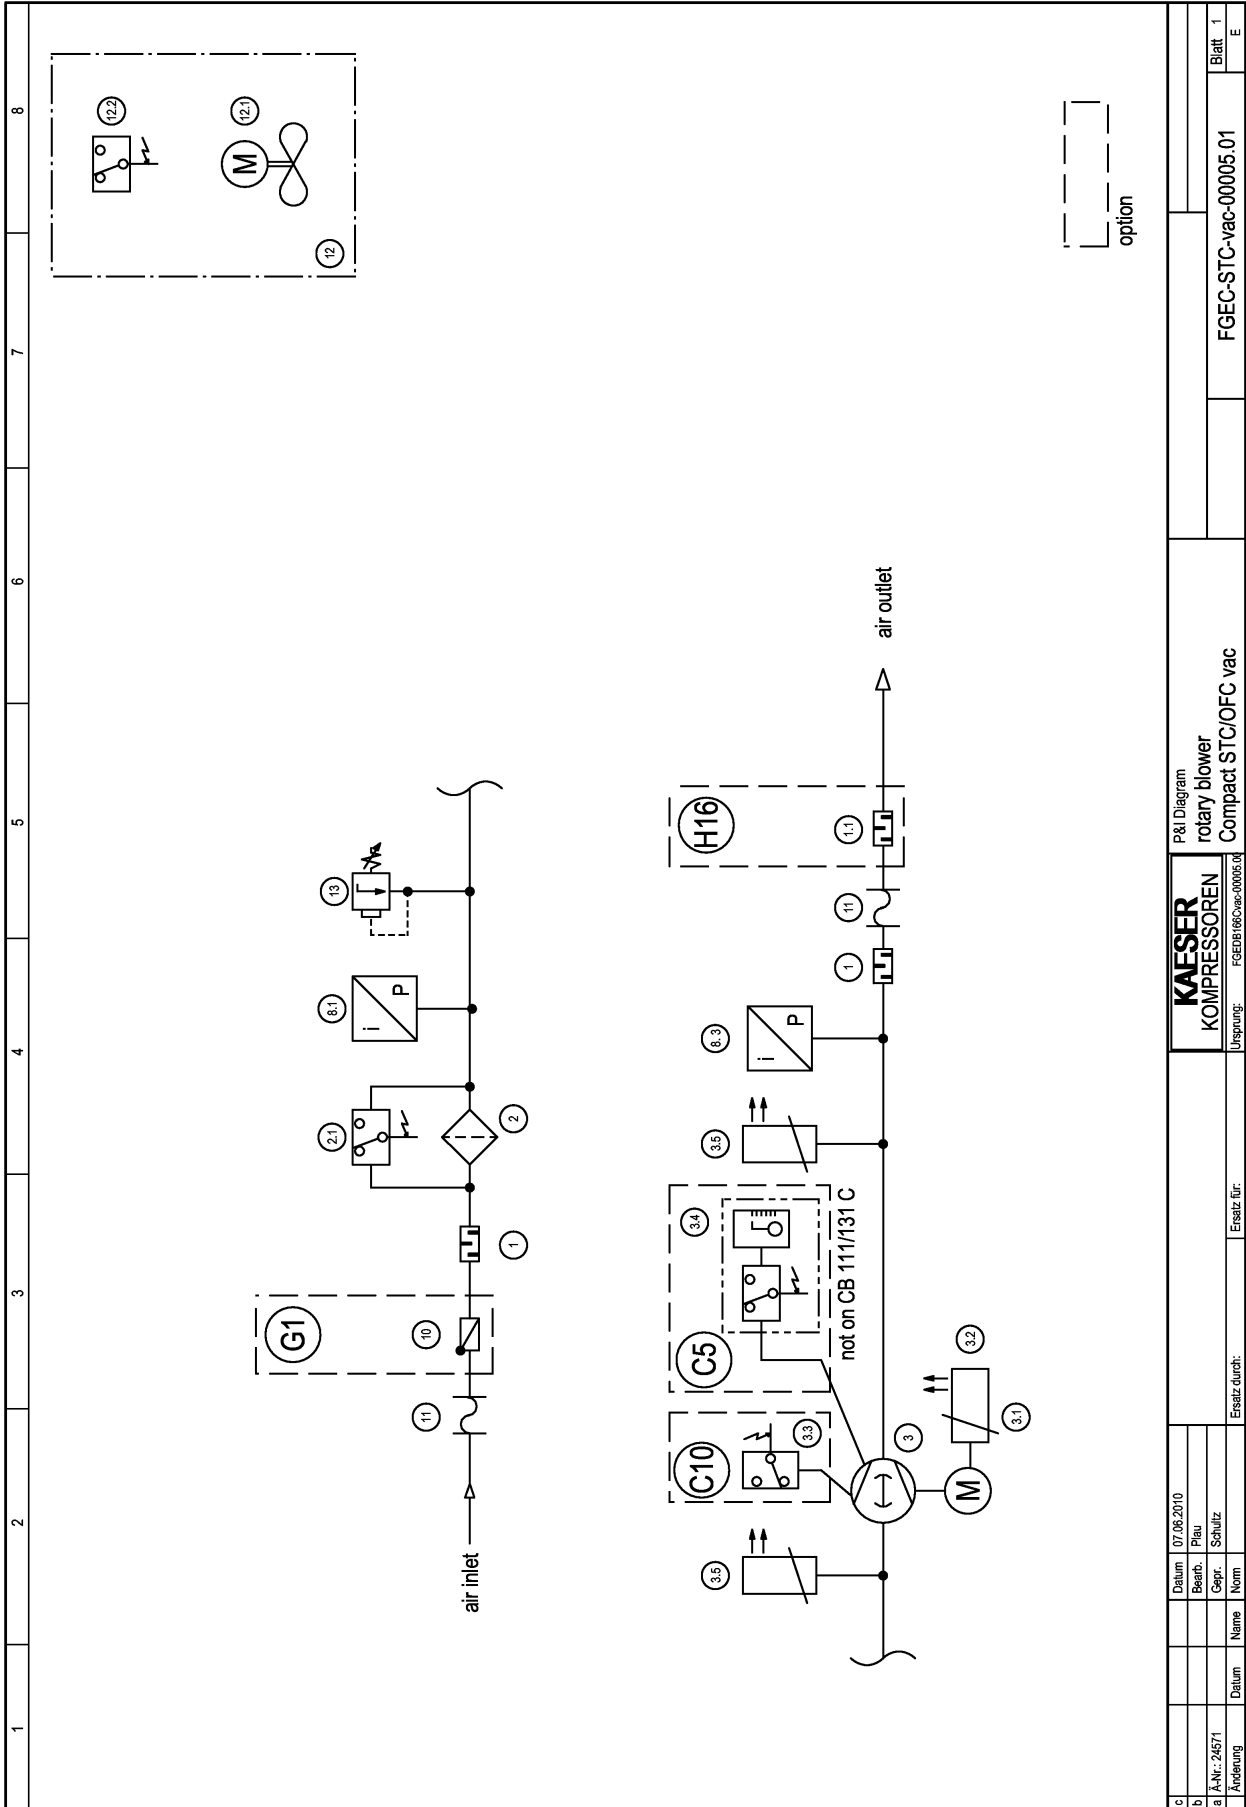 1 2 3 4 5 6 7 8
12.2
12.1
M
12
13
8.1
i P
2.1
2
1
G1
10
11
air inlet
option
H16
1.1
11
1
air outlet
8.3
i P
3.5
3.4
C5
not on CB 111/131 C
C10
3.3
3
3.2
3.1
M
3.5
c
b
a Ä-Nr.: 24571
Änderung Datum Name
Datum 07.06.2010
Bearb. Plau
Gepr. Schultz
Norm
Ersatz durch:
Ersatz für:
KAESER
KOMPRESSOREN
Ursprung: FGEDB166Cvac-00005.00
P&I Diagram
rotary blower
Compact STC/OFC vac
FGEC-STC-vac-00005.01
Blatt 1
E